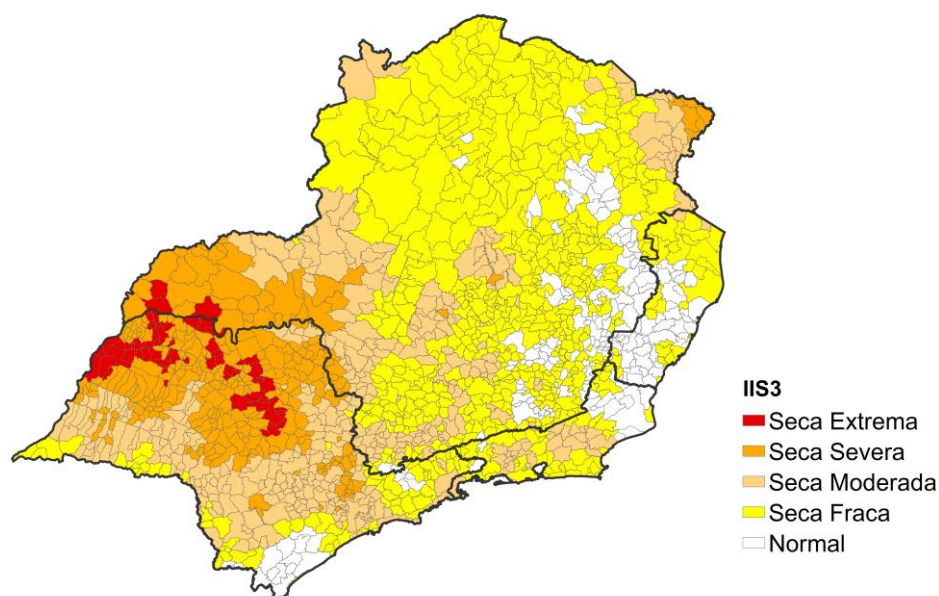 IIS3
Seca Extrema
Seca Severa
Seca Moderada
Seca Fraca
Normal